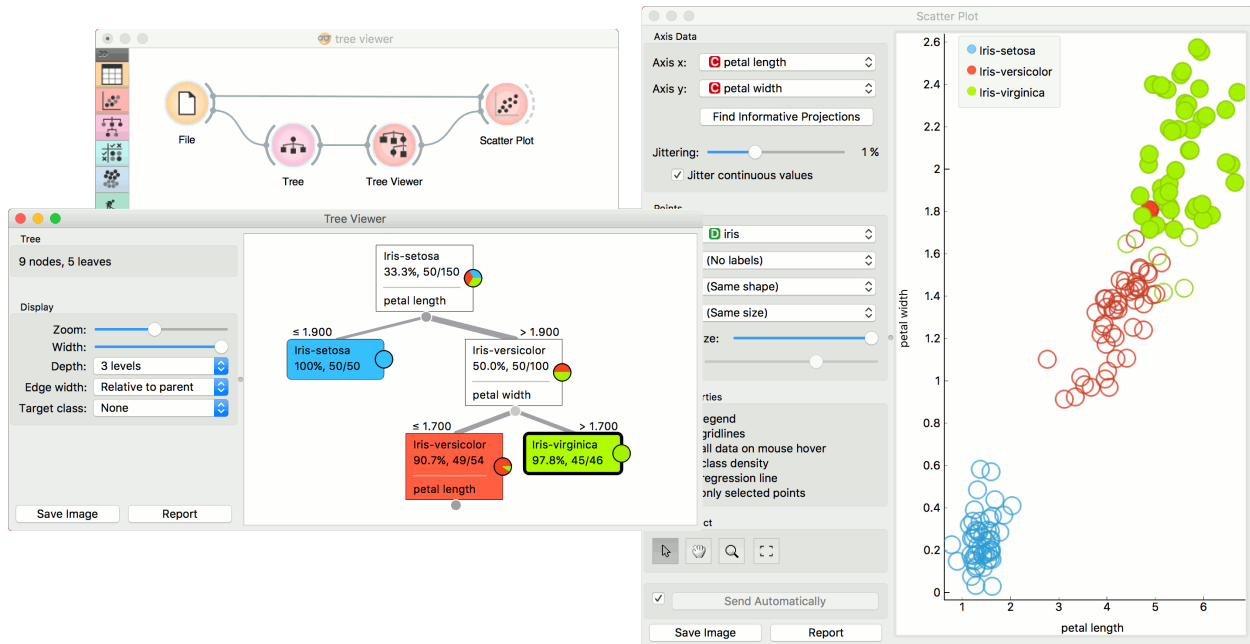 tree viewer
File
Tree
Tree Viewer
Scatter Plot
Tree Viewer
Tree
9 nodes, 5 leaves
Display
Zoom:
Width:
Depth: 3 levels
Edge width: Relative to parent
Target class: None
Save Image Report
Iris-setosa
33.3%, 50/150
petal length
≤ 1.900 > 1.900
Iris-setosa
100%, 50/50
Iris-versicolor
50.0%, 50/100
petal width
≤ 1.700 > 1.700
Iris-versicolor
90.7%, 49/54
petal length
Iris-virginica
97.8%, 45/46
Scatter Plot
Axis Data
Axis x: C petal length
Axis y: C petal width
Find Informative Projections
Jittering: 1 %
Jitter continuous values
D iris
(No labels)
(Same shape)
(Same size)
ze:
rties
egend
gridlines
all data on mouse hover
class density
regression line
only selected points
ct
Send Automatically
Save Image Report
Iris-setosa
Iris-versicolor
Iris-virginica
petal width
2.6
2.4
2.2
2
1.8
1.6
1.4
1.2
1
0.8
0.6
0.4
0.2
0
1 2 3 4 5 6
petal length